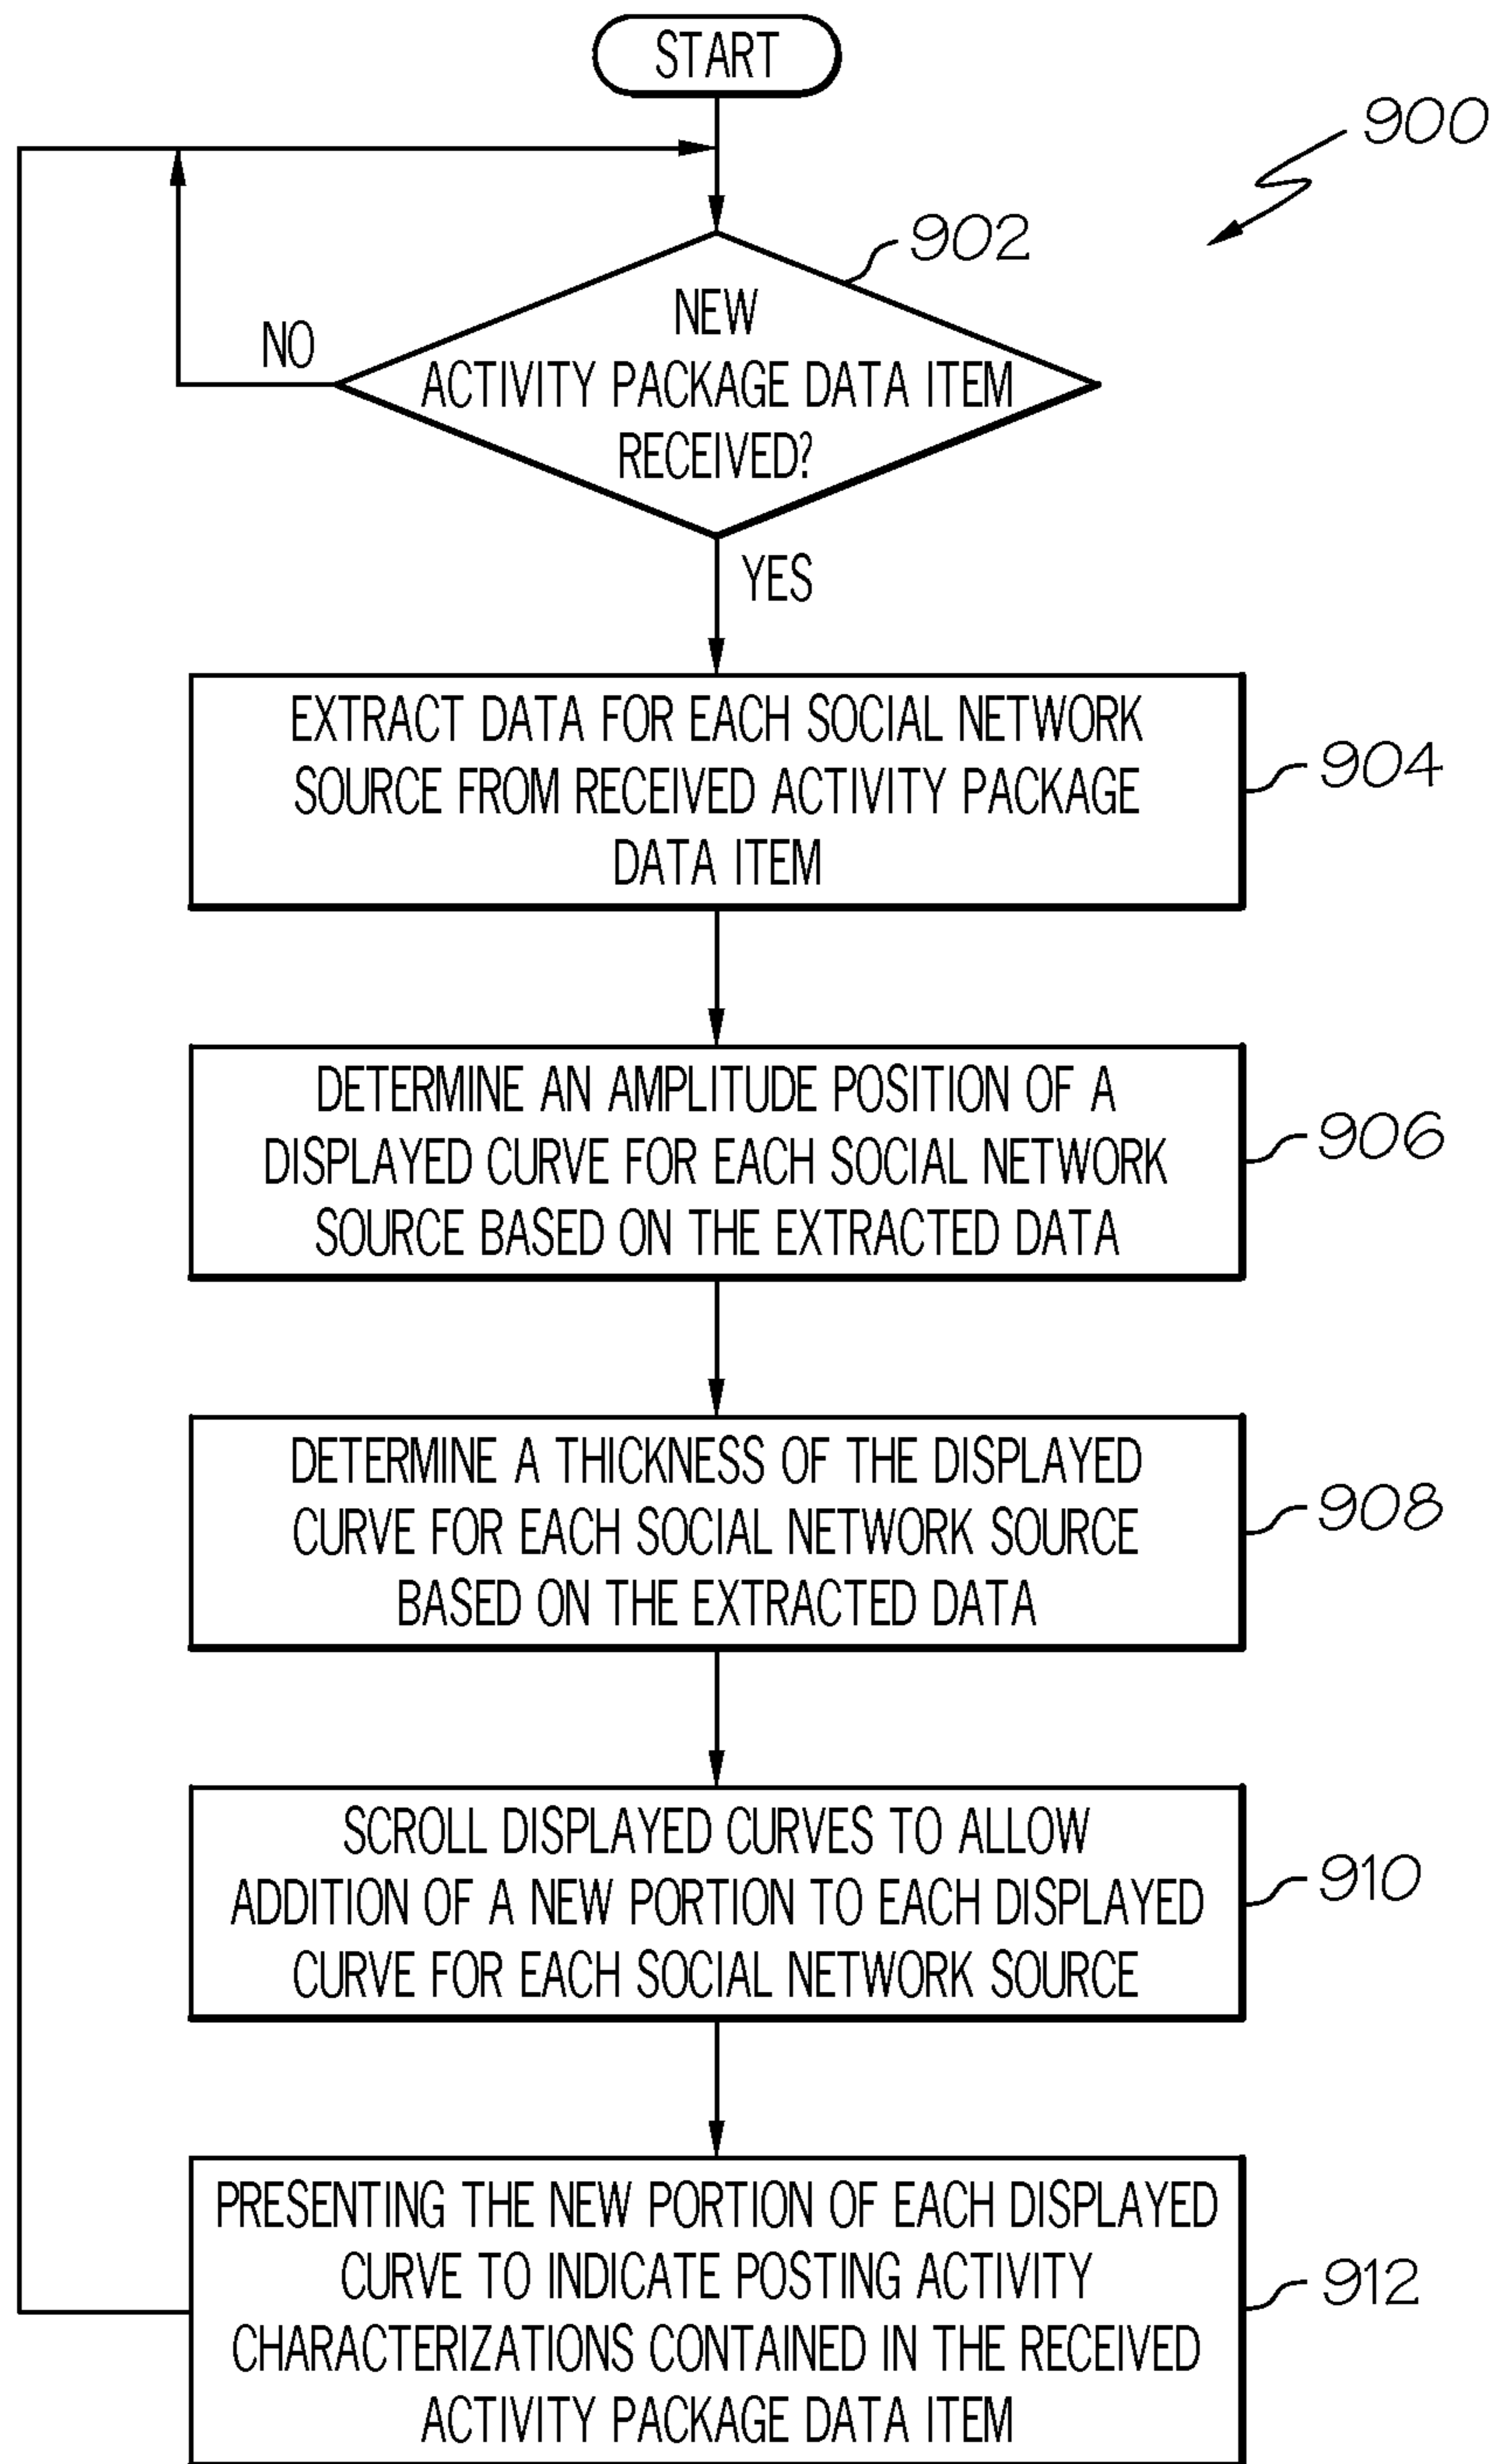 START
900
902
NEW
ACTIVITY PACKAGE DATA ITEM
RECEIVED?
NO
YES
EXTRACT DATA FOR EACH SOCIAL NETWORK
SOURCE FROM RECEIVED ACTIVITY PACKAGE
DATA ITEM
904
DETERMINE AN AMPLITUDE POSITION OF A
DISPLAYED CURVE FOR EACH SOCIAL NETWORK
SOURCE BASED ON THE EXTRACTED DATA
906
DETERMINE A THICKNESS OF THE DISPLAYED
CURVE FOR EACH SOCIAL NETWORK SOURCE
BASED ON THE EXTRACTED DATA
908
SCROLL DISPLAYED CURVES TO ALLOW
ADDITION OF A NEW PORTION TO EACH DISPLAYED
CURVE FOR EACH SOCIAL NETWORK SOURCE
910
PRESENTING THE NEW PORTION OF EACH DISPLAYED
CURVE TO INDICATE POSTING ACTIVITY
CHARACTERIZATIONS CONTAINED IN THE RECEIVED
ACTIVITY PACKAGE DATA ITEM
912